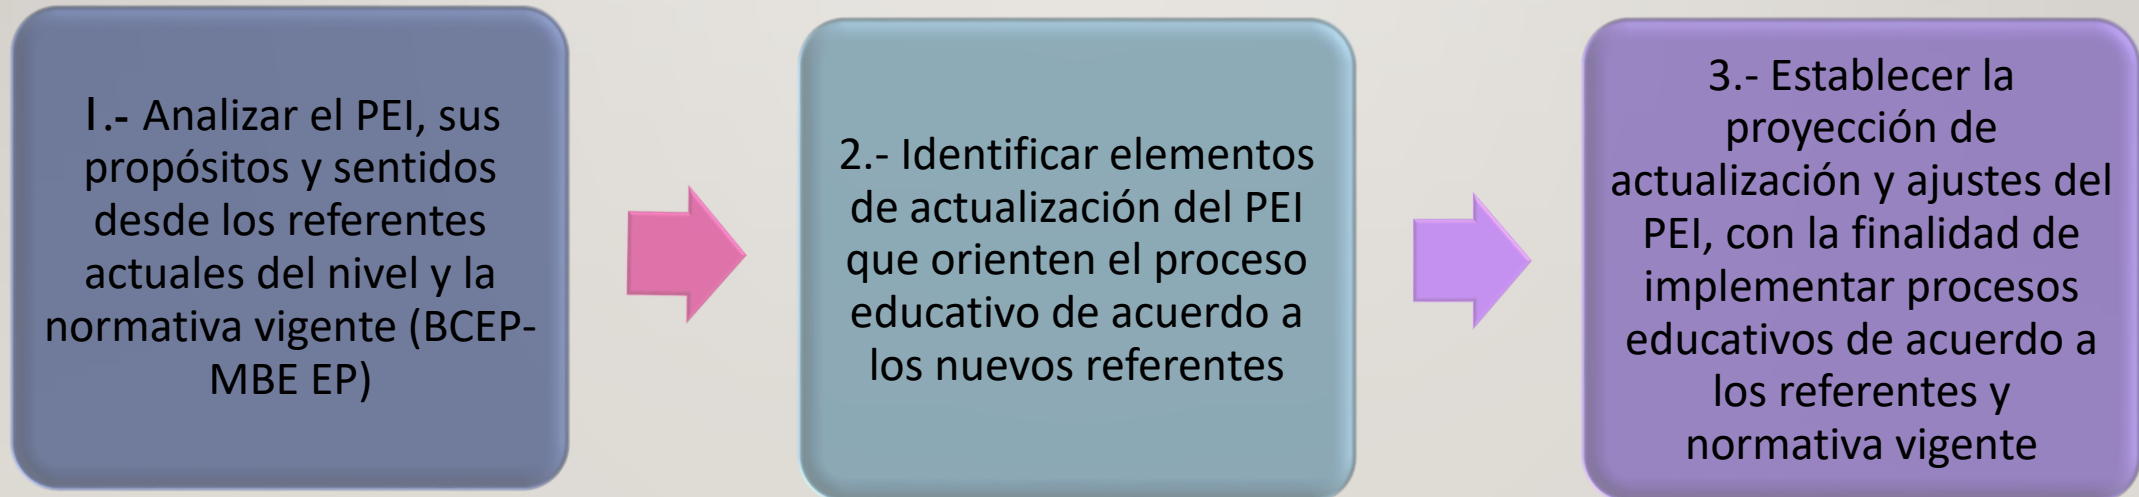 1.- Analizar el PEI, sus
propósitos y sentidos
desde los referentes
actuales del nivel y la
normativa vigente (BCEP-
MBE EP)
2.- Identificar elementos
de actualización del PEI
que orienten el proceso
educativo de acuerdo a
los nuevos referentes
3.- Establecer la
proyección de
actualización y ajustes del
PEI, con la finalidad de
implementar procesos
educativos de acuerdo a
los referentes y
normativa vigente